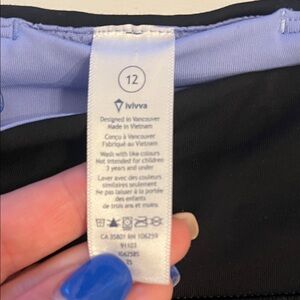 12
ivivva
Designed in Vancouver
Made in Vietnam
Conçu à Vancouver
Fabriqué au Vietnam
Wash with like colours
Not intended for children
3 years and under
Laver avec des couleurs
similaires seulement
Ne pas laisser à la portée
des enfants
de trois ans et moins
CA 35801 RN 106259